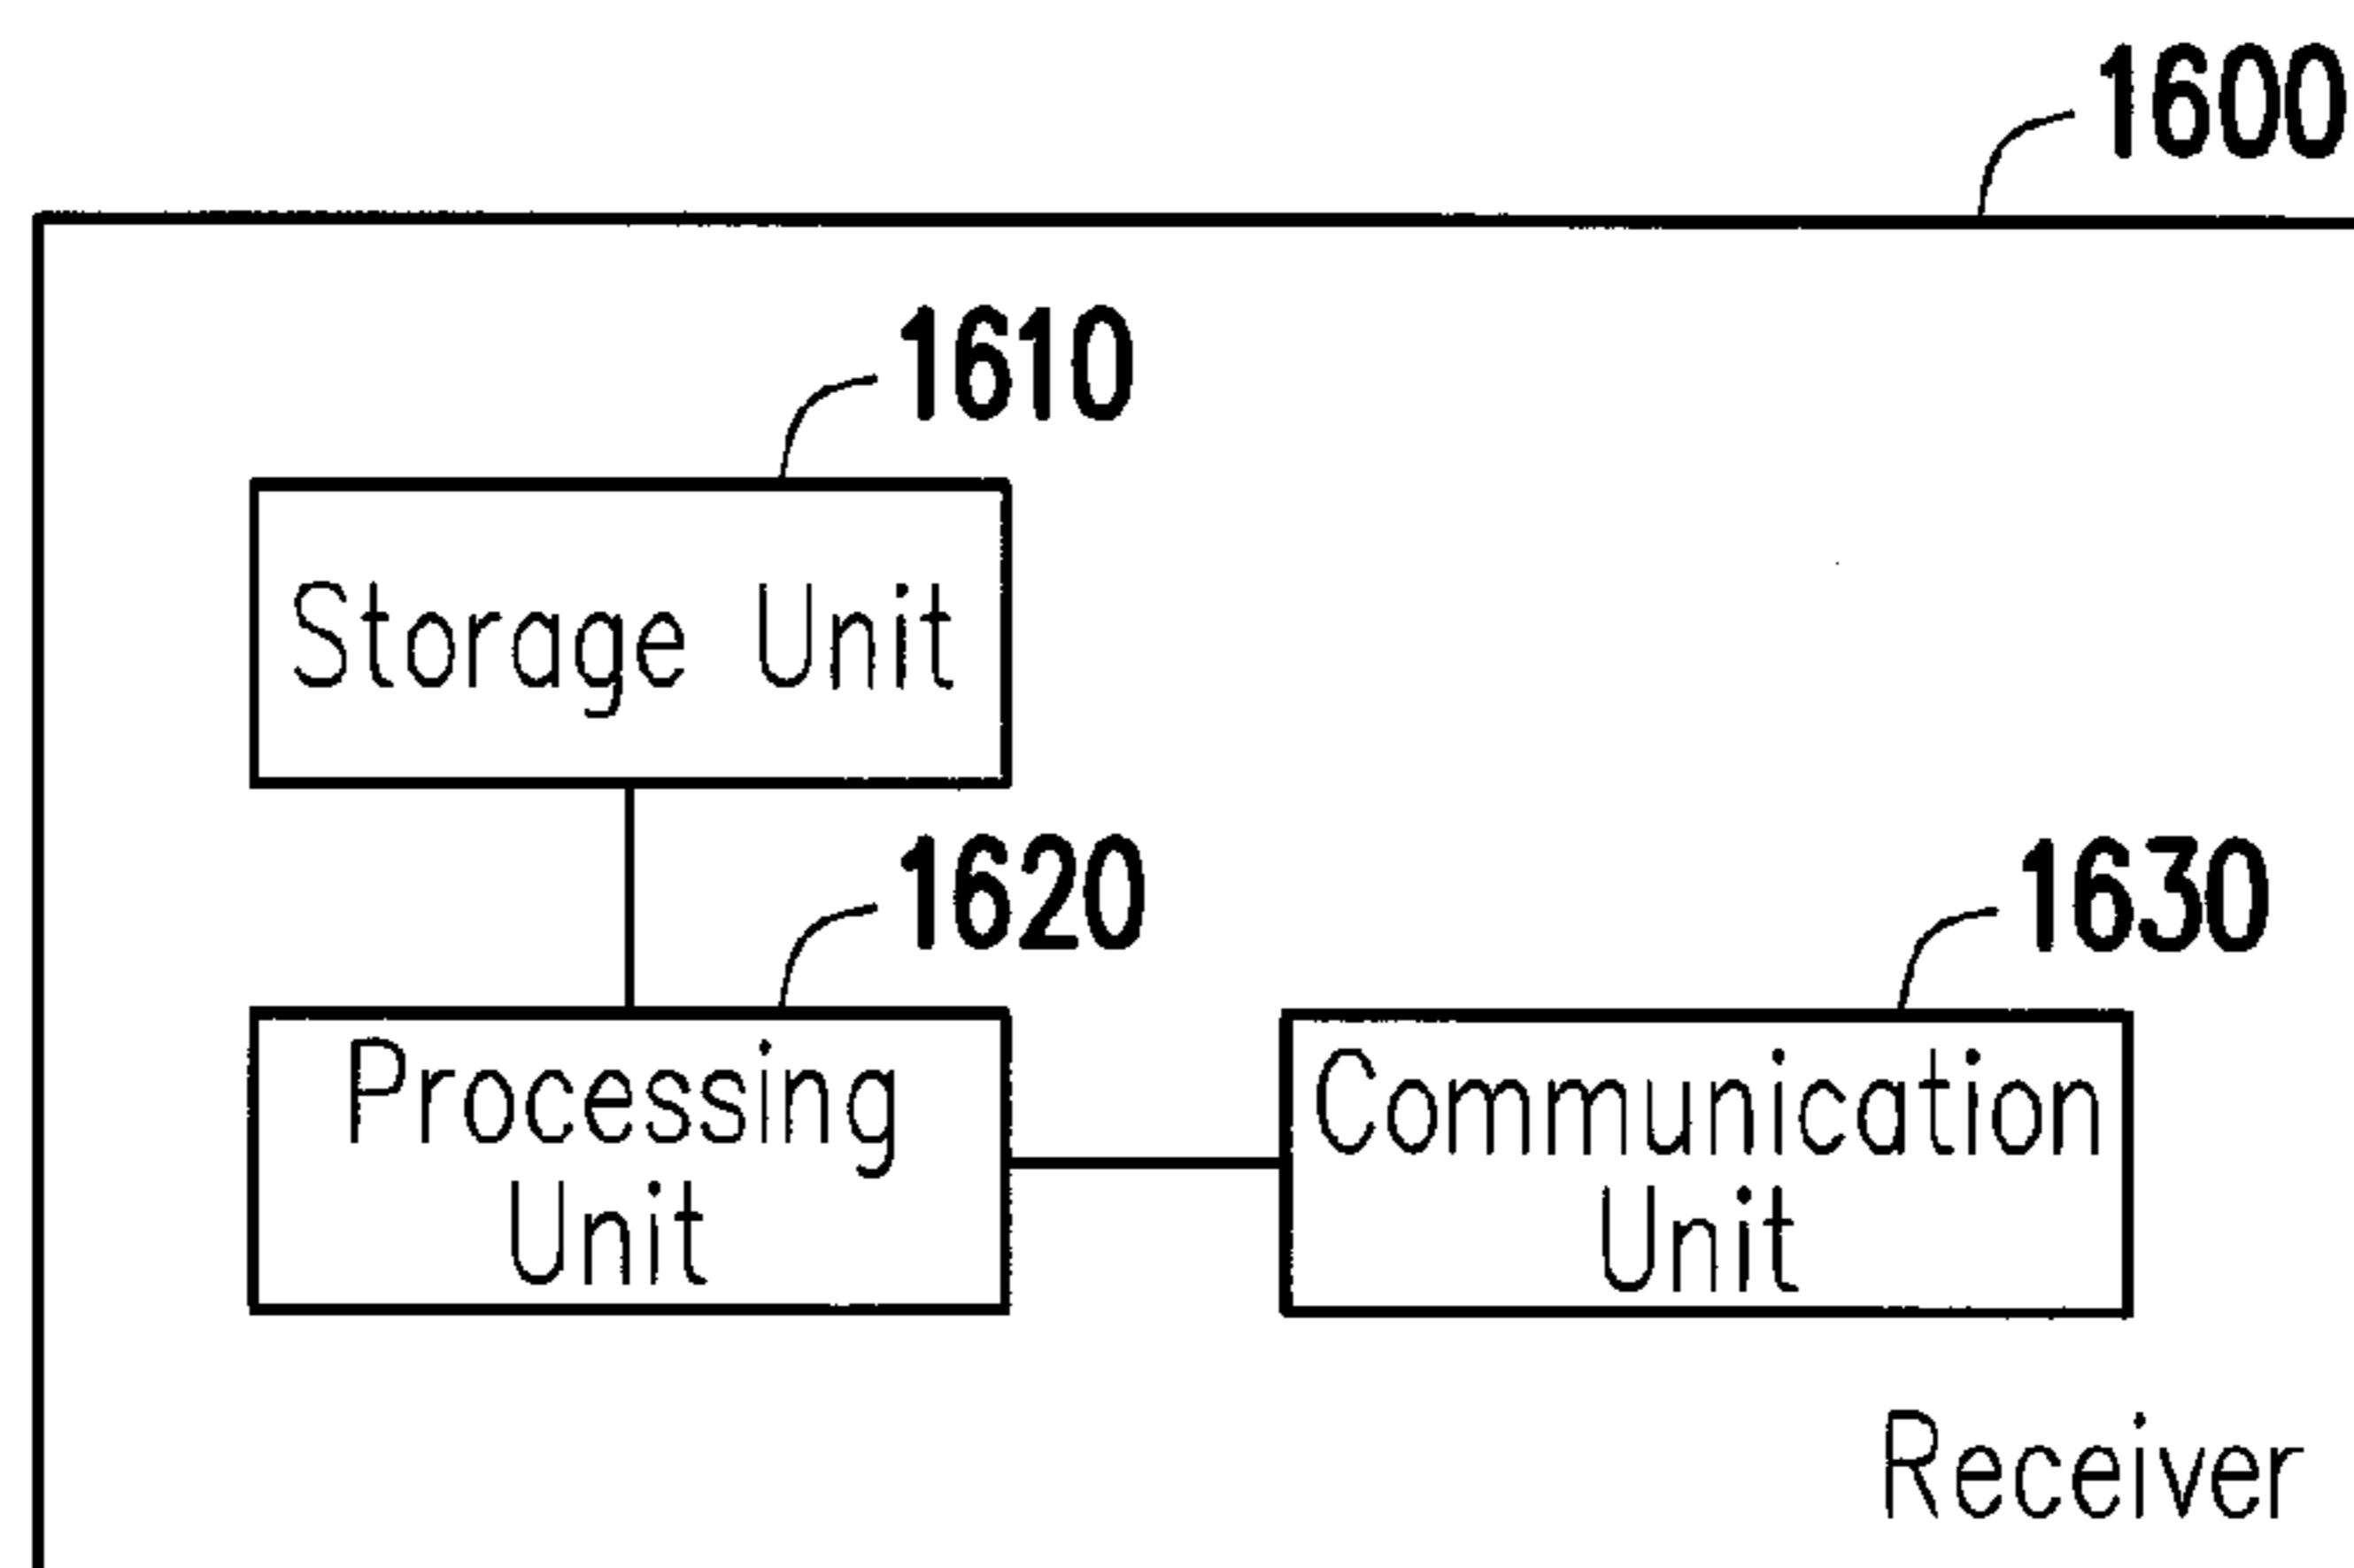 1600
1610
Storage Unit
1620
1630
Processing
Unit
Communication
Unit
Receiver